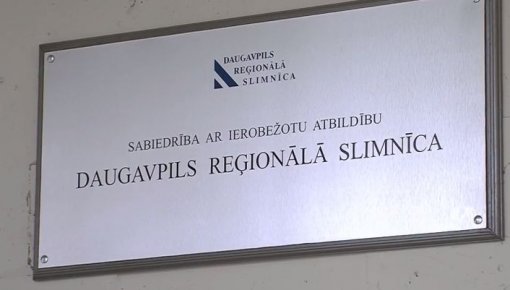 DAUGAVPILS
REĢIONĀLĀ
SLIMNĪCA
SABIEDRĪBA AR IEROBEŽOTU ATBILDĪBU
DAUGAVPILS REĢIONĀLĀ SLIMNĪCA